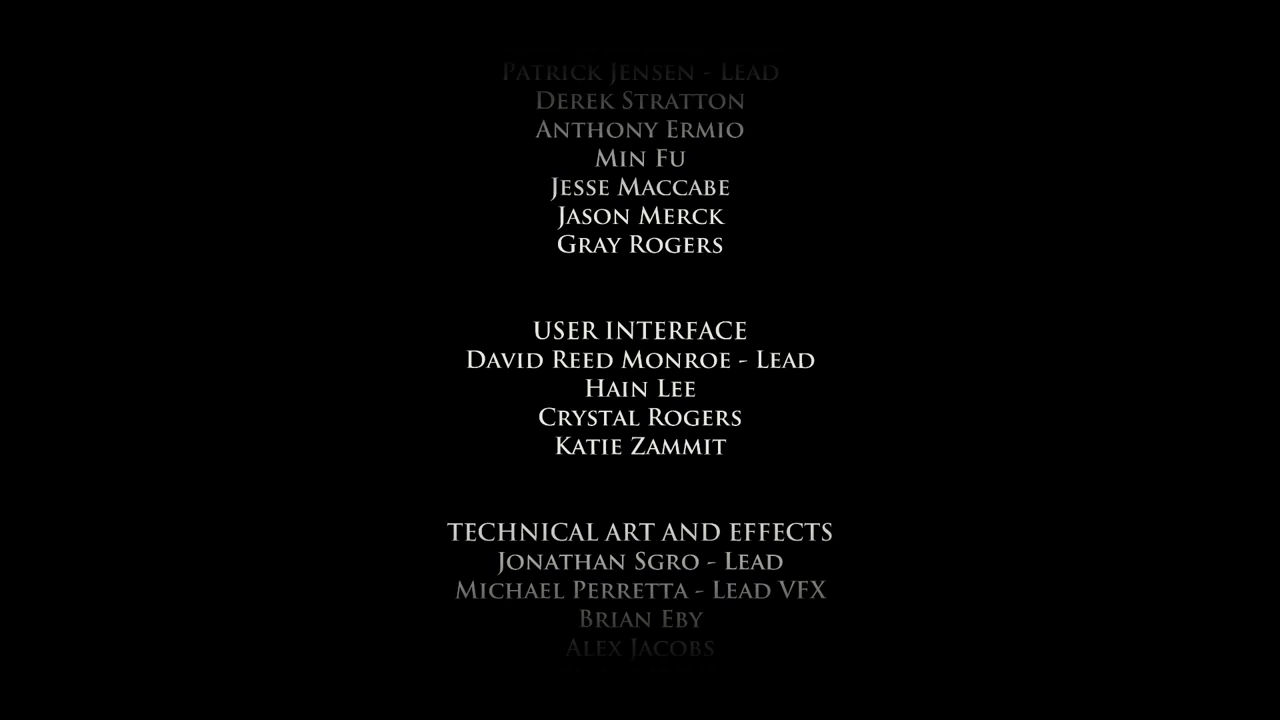 Patrick Jensen - Lead
Derek Stratton
Anthony Ermio
Min Fu
Jesse Maccabe
Jason Merck
Gray Rogers
USER INTERFACE
David Reed Monroe - Lead
Hain Lee
Crystal Rogers
Katie Zammit
TECHNICAL ART AND EFFECTS
Jonathan Sgro - Lead
Michael Perretta - Lead VFX
Brian Eby
Alex Jacobs